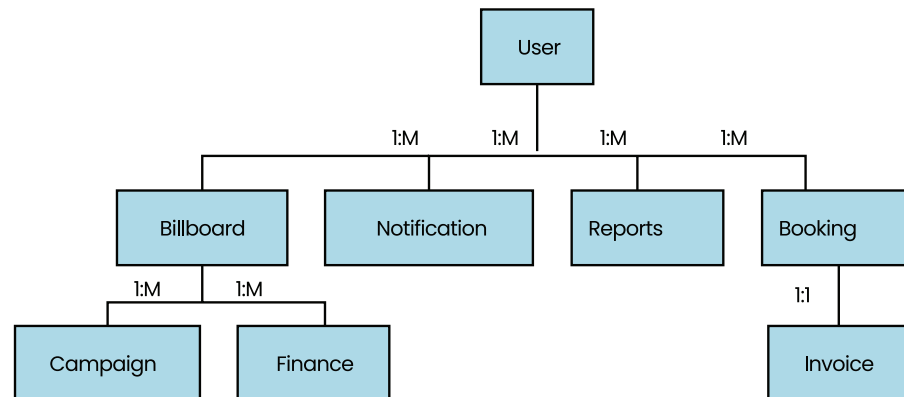 User
1:M 1:M 1:M 1:M
Billboard Notification Reports Booking
1:M 1:M 1:1
Campaign Finance Invoice